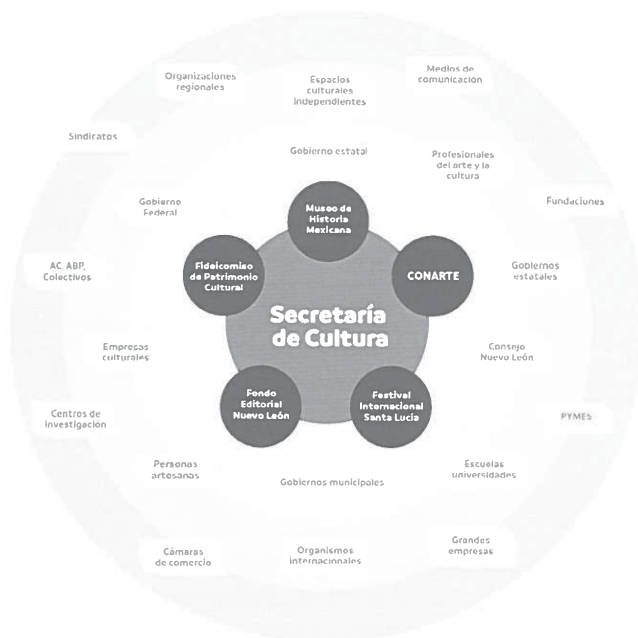 Organizaciones
regionales
Espacios
culturales
independientes
Medios de
comunicación
Sindicatos
Gobierno estatal
Profesionales
del arte y la
cultura
Gobierno
Federal
Museo de
Historia
Mexicana
Fundaciones
AC, ABP,
Colectivos
Fideicomiso
de Patrimonio
Cultural
CONARTE
Gobiernos
estatales
Secretaría
de Cultura
Empresas
culturales
Consejo
Nuevo León
Centros de
investigación
Fondo
Editorial
Nuevo León
Festival
Internacional
Santa Lucía
PYMES
Personas
artesanas
Gobiernos municipales
Escuelas
universidades
Cámaras
de comercio
Organismos
internacionales
Grandes
empresas